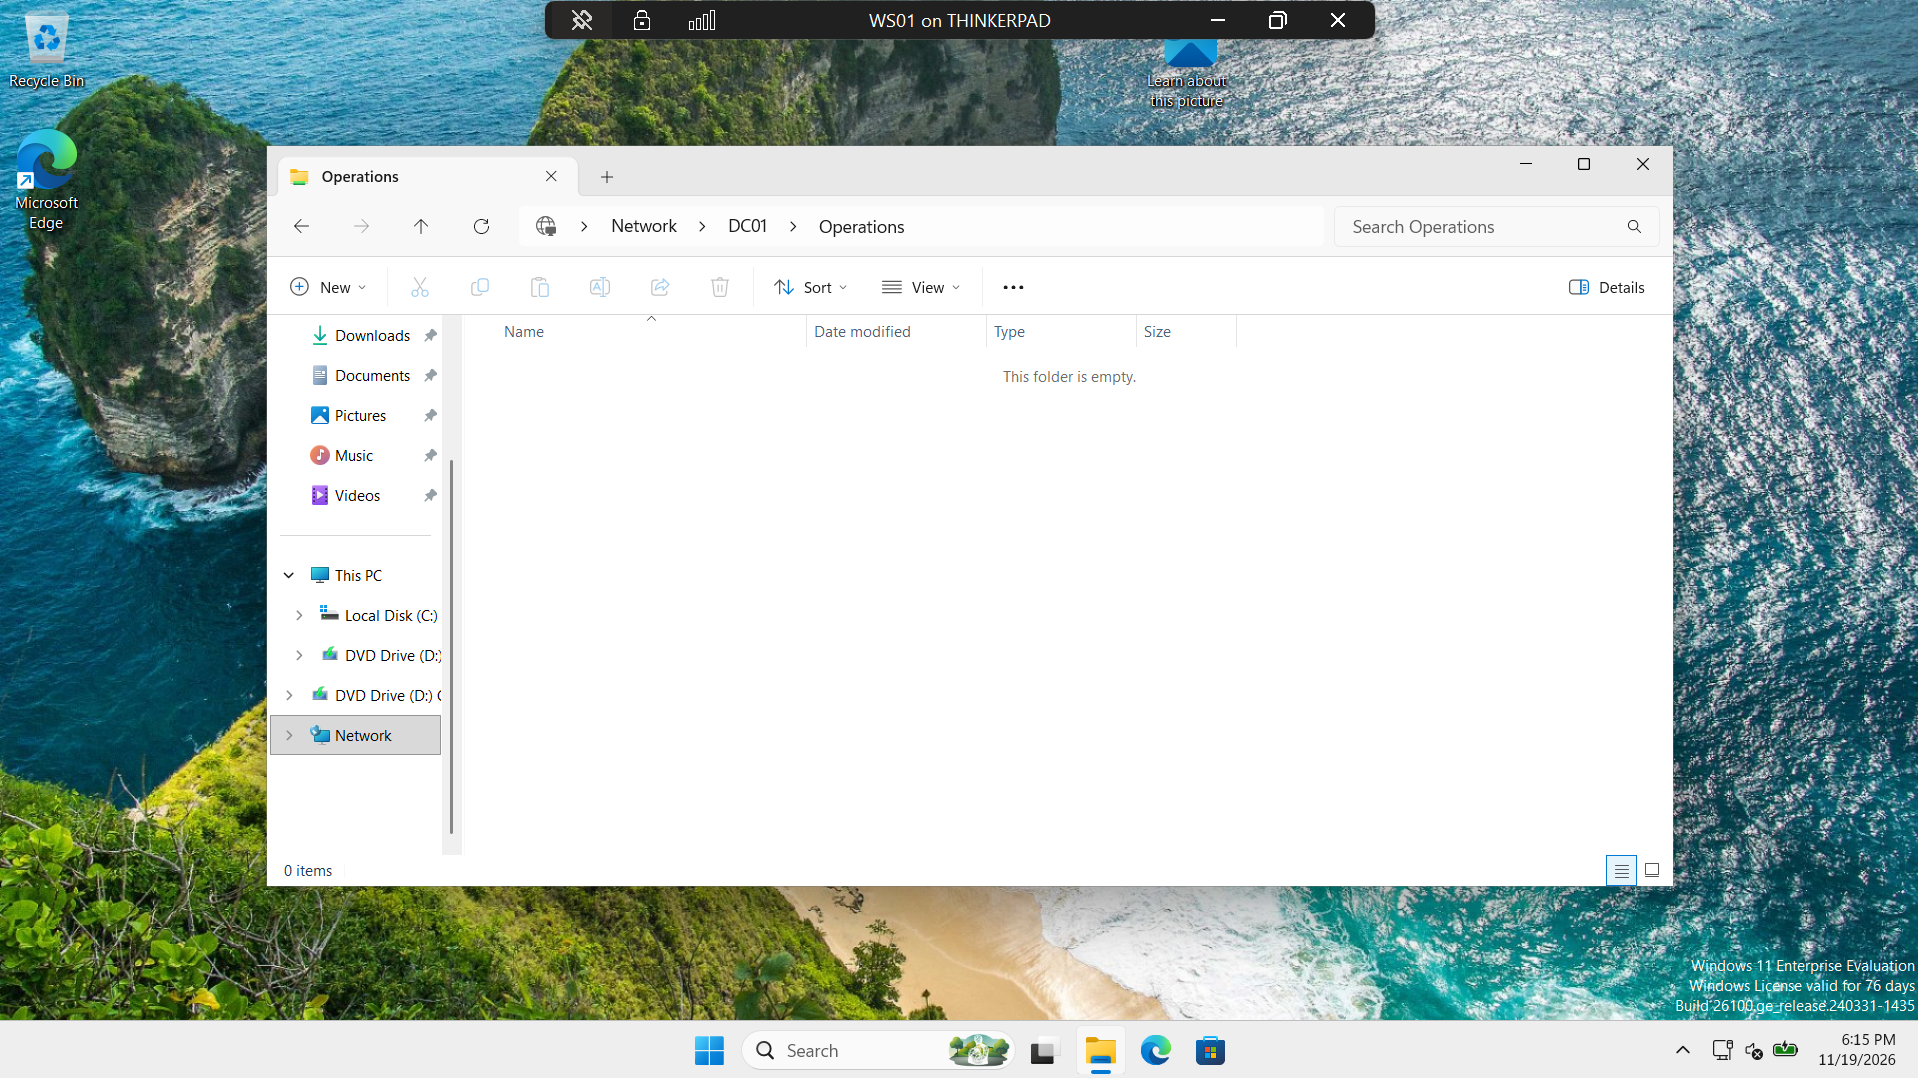 WS01 on THINKERPAD
Recycle Bin
Learn about
this picture
Microsoft
Edge
Operations
Network
DC01
Operations
Search Operations
New
Sort
View
Details
Downloads
Documents
Pictures
Music
Videos
This PC
Local Disk (C:)
DVD Drive (D:)
DVD Drive (D:)
Network
Name
Date modified
Type
Size
This folder is empty.
0 items
Windows 11 Enterprise Evaluation
Windows License valid for 76 days
Build 26100.ge_release.240331-1435
Search
6:15 PM
11/19/2026